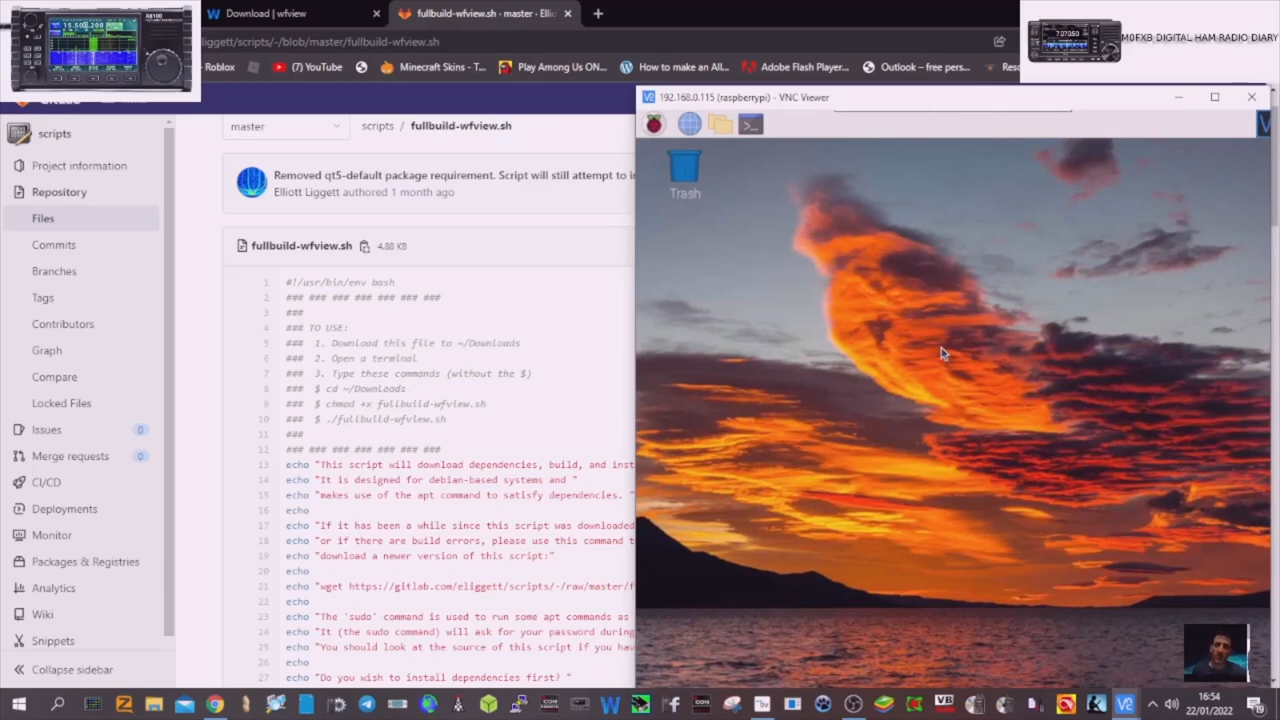 Download | wfview
fullbuild-wfview.sh · master · Elli
eliggett/scripts/-/blob/mas
-wfview.sh
Roblox
(7) YouTu
- T...
Among Us ON...
How to make an All...
Player...
Outlook – free pers...
X6100
M0FXB DIGITAL HAM RADIO DIARY
scripts
Project information
Repository
Files
Commits
Branches
Tags
Contributors
Graph
Compare
Locked Files
Issues 0
Merge requests 0
CI/CD
Deployments
Monitor
Packages & Registries
Analytics
Wiki
Snippets
Collapse sidebar
master
scripts / fullbuild-wfview.sh
Removed qt5-default package requirement. Script will still attempt to i
Elliott Liggett authored 1 month ago
fullbuild-wfview.sh 4.88 KB
1 #!/usr/bin/env bash
2 ### ### ### ### ### ### ###
3 ###
4 ### TO USE:
5 ### 1. Download this file to ~/Downloads
6 ### 2. Open a terminal
7 ### 3. Type these commands (without the $)
8 ### $ cd ~/Downloads
9 ### $ chmod +x fullbuild-wfview.sh
10 ### $ ./fullbuild-wfview.sh
11 ###
12 ### ### ### ### ### ### ###
13 echo "This script will download dependencies, build, and inst
14 echo "It is designed for debian-based systems and "
15 echo "makes use of the apt command to satisfy dependencies. "
16 echo
17 echo "If it has been a while since this script was downloaded
18 echo "or if there are build errors, please use this command t
19 echo "download a newer version of this script:"
20 echo
21 echo "wget https://gitlab.com/eliggett/scripts/-/raw/master/f
22 echo
23 echo "The 'sudo' command is used to run some apt commands as
24 echo "It (the sudo command) will ask for your password during
25 echo "You should look at the source of this script if you hav
26 echo
27 echo "Do you wish to install dependencies first? "
192.168.0.115 (raspberrypi) - VNC Viewer
Trash
16:54
22/01/2022
19